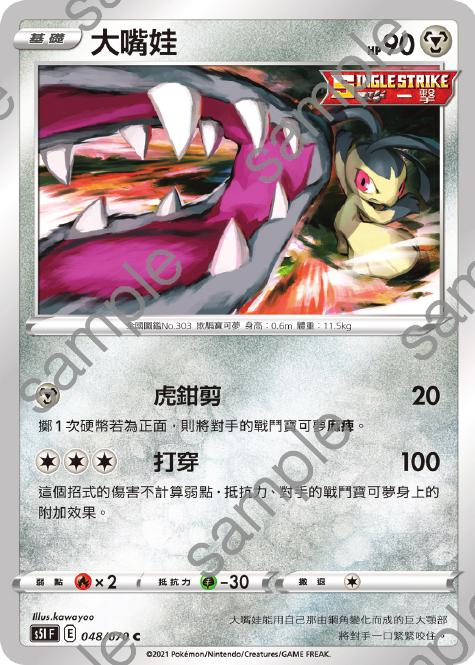 基礎 大嘴娃 HP 90
SINGLE STRIKE
一擊
全國圖鑑No.303 欺騙寶可夢 身高：0.6m 體重：11.5kg
虎鉗剪 20
擲1次硬幣若為正面，則將對手的戰鬥寶可夢麻痺。
打穿 100
這個招式的傷害不計算弱點、抵抗力、對手的戰鬥寶可夢身上的
附加效果。
弱點 ×2 抵抗力 -30 撤退
Illus.kawayoo
s5I F E 048/070 C
大嘴娃能用自己那由鋼角變化而成的巨大顎部
將對手一口緊緊咬住。
©2021 Pokémon/Nintendo/Creatures/GAME FREAK.
sample
sample
sample
sample
sample
sample
sample
sample